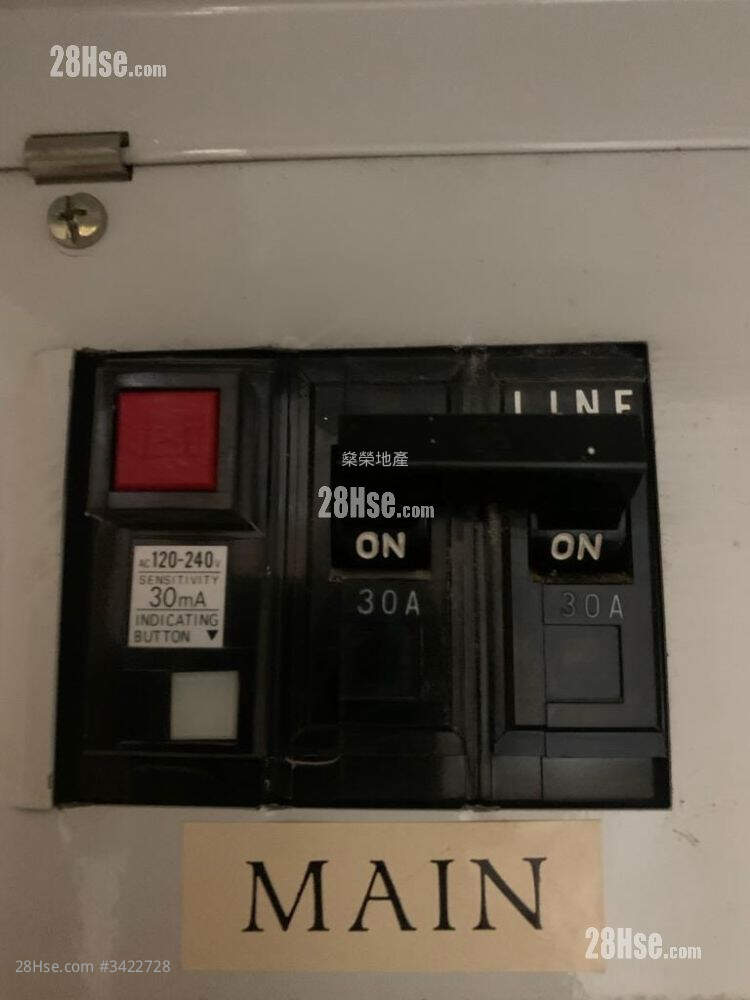 28Hse.com
LINE
燊榮地產
28Hse.com
ON
ON
30A
30A
AC 120-240V
SENSITIVITY
30mA
INDICATING
BUTTON ▼
MAIN
28Hse.com
28Hse.com #3422728